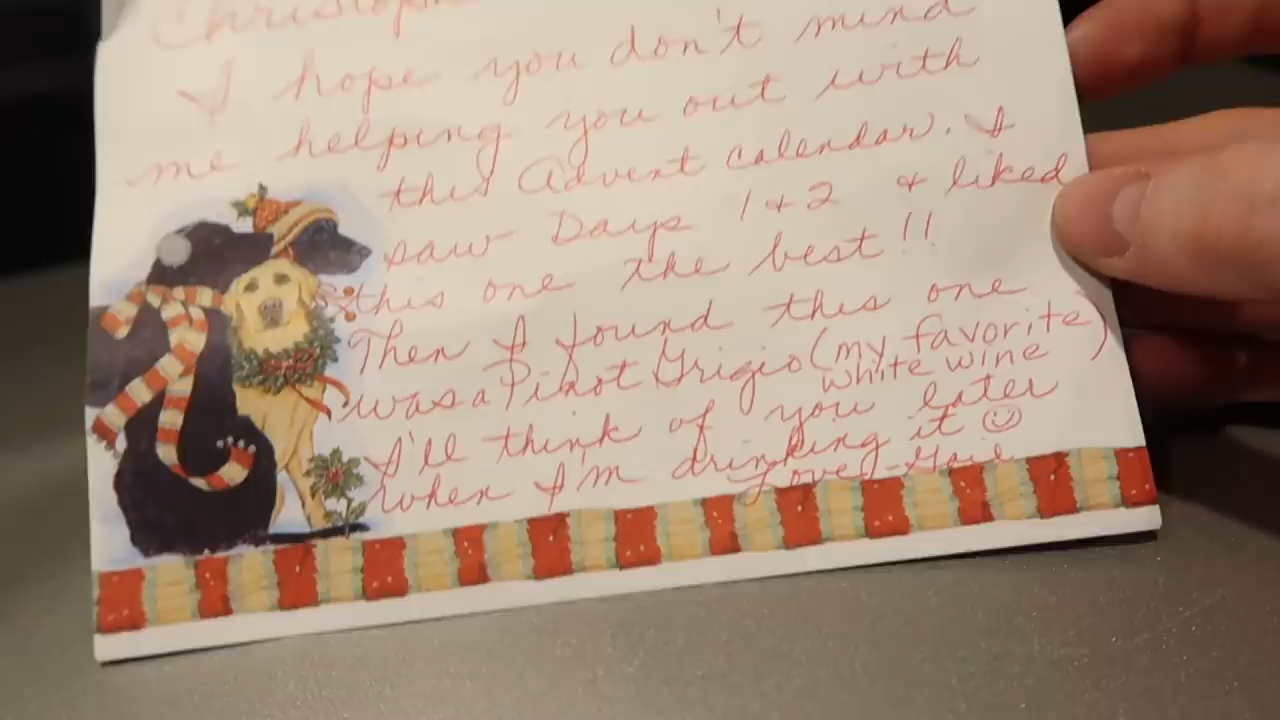 I hope you don't mind
me helping you out with
this Advent calendar. I
saw Days 1 & 2 & liked
this one the best!!
Then I found this one
was a Pinot Grigio (my favorite
white wine)
I'll think of you later
when I'm drinking it ☺
Love, Gail